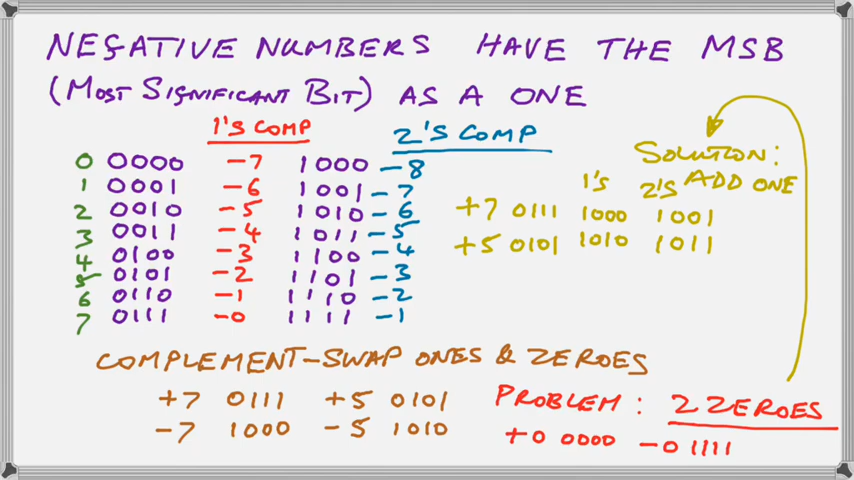 NEGATIVE NUMBERS HAVE THE MSB
(MOST SIGNIFICANT BIT) AS A ONE
1'S COMP
2'S COMP
0 0000 -7 1000 -8
1 0001 -6 1001 -7
2 0010 -5 1010 -6
3 0011 -4 1011 -5
4 0100 -3 1100 -4
5 0101 -2 1101 -3
6 0110 -1 1110 -2
7 0111 -0 1111 -1
SOLUTION:
ADD ONE
1's 2's
+7 0111 1000 1001
+5 0101 1010 1011
COMPLEMENT-SWAP ONES & ZEROES
+7 0111 +5 0101
-7 1000 -5 1010
PROBLEM: 2 ZEROES
+0 0000 -0 1111